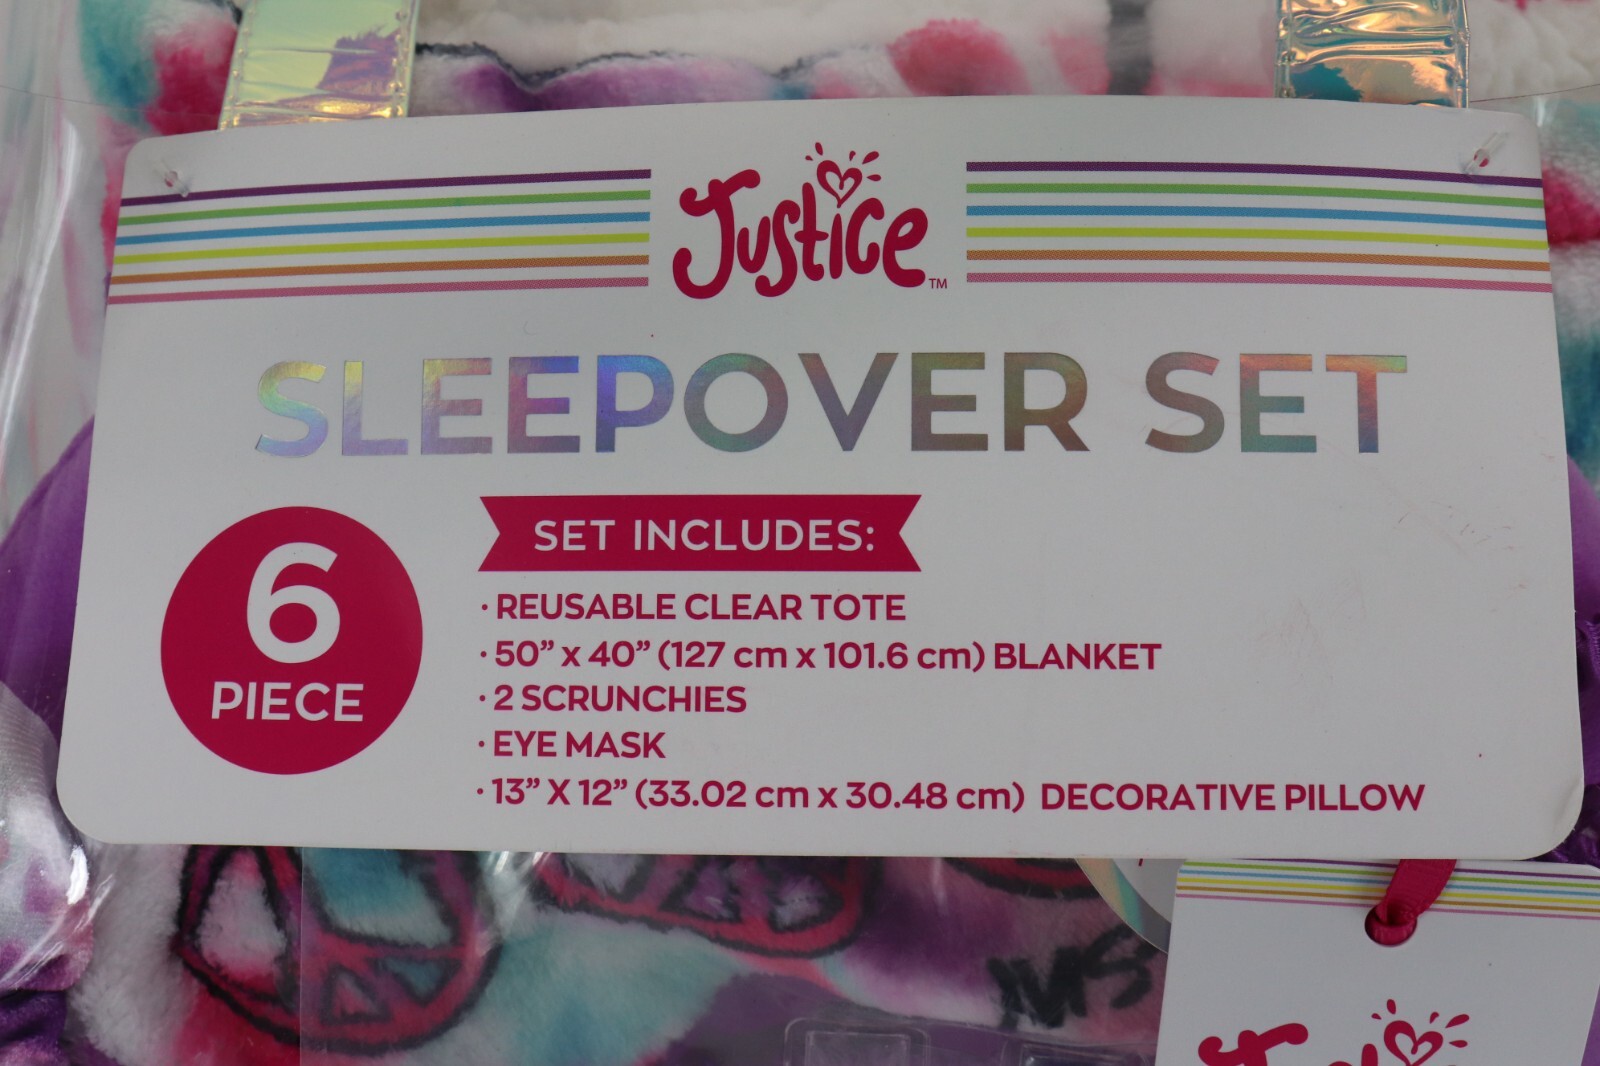 Justice™
SLEEPOVER SET
6
PIECE
SET INCLUDES:
· REUSABLE CLEAR TOTE
· 50” x 40” (127 cm x 101.6 cm) BLANKET
· 2 SCRUNCHIES
· EYE MASK
· 13” X 12” (33.02 cm x 30.48 cm) DECORATIVE PILLOW